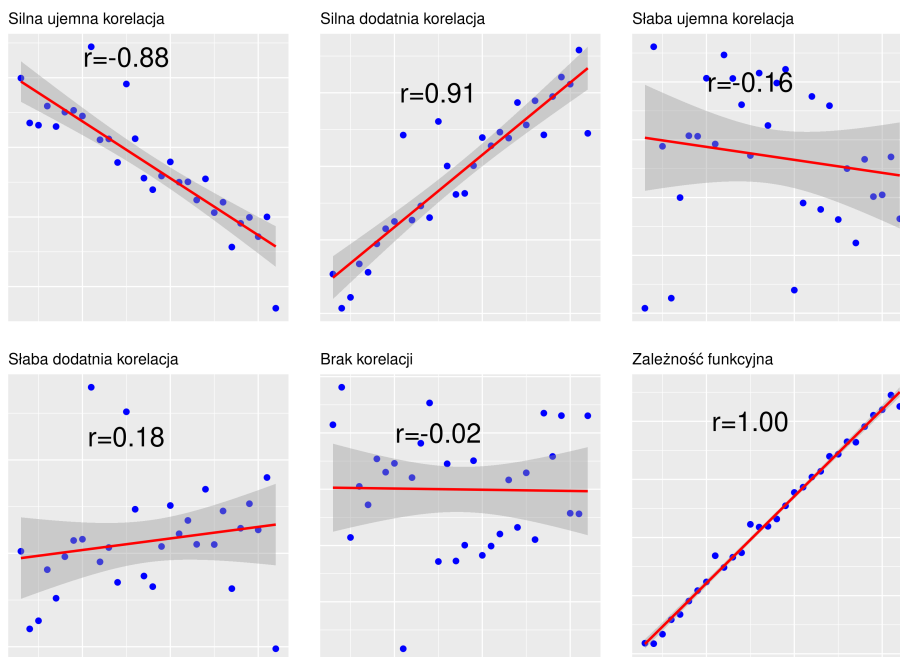 Silna ujemna korelacja
r=-0.88
Silna dodatnia korelacja
r=0.91
Słaba ujemna korelacja
r=-0.16
Słaba dodatnia korelacja
r=0.18
Brak korelacji
r=-0.02
Zależność funkcyjna
r=1.00